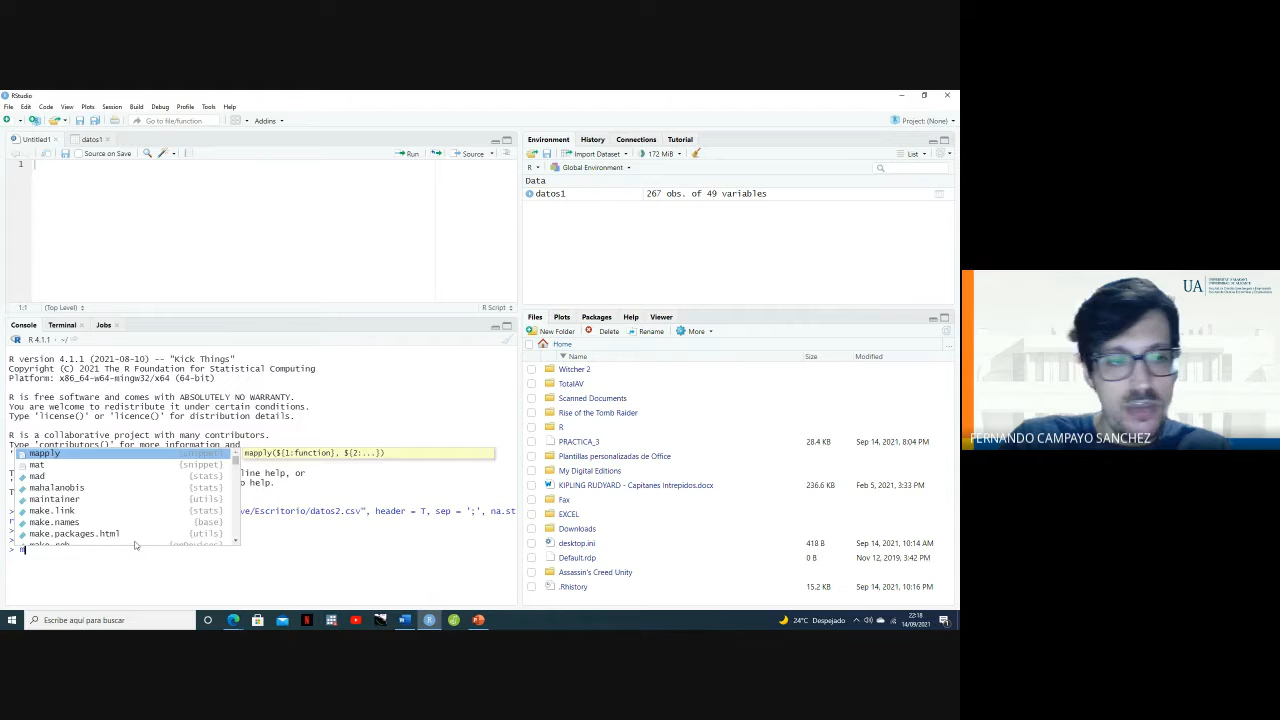 RStudio
File Edit Code View Plots Session Build Debug Profile Tools Help
Go to file/function
Addins
Project: (None)
Untitled1
datos1
Source on Save
Run
Source
1
1:1
(Top Level)
R Script
Console
Terminal
Jobs
R 4.1.1 · ~/
R version 4.1.1 (2021-08-10) -- "Kick Things"
Copyright (C) 2021 The R Foundation for Statistical Computing
Platform: x86_64-w64-mingw32/x64 (64-bit)
R is free software and comes with ABSOLUTELY NO WARRANTY.
You are welcome to redistribute it under certain conditions.
Type 'license()' or 'licence()' for distribution details.
R is a collaborative project with many contributors.
Type 'contributors()' for more information and
mapply {snippet}
mapply(${1:function}, ${2:...})
mat {snippet}
mad {stats}
line help, or
mahalanobis {stats}
o help.
maintainer {utils}
make.link {stats}
ve/Escritorio/datos2.csv", header = T, sep = ';', na.st
make.names {base}
make.packages.html {utils}
> m
Environment
History
Connections
Tutorial
Import Dataset
172 MiB
List
R
Global Environment
Data
datos1
267 obs. of 49 variables
Files
Plots
Packages
Help
Viewer
New Folder
Delete
Rename
More
Home
Name Size Modified
Witcher 2
TotalAV
Scanned Documents
Rise of the Tomb Raider
R
PRACTICA_3 28.4 KB Sep 14, 2021, 8:04 PM
Plantillas personalizadas de Office
My Digital Editions
KIPLING RUDYARD - Capitanes Intrepidos.docx 236.6 KB Feb 5, 2021, 3:33 PM
Fax
EXCEL
Downloads
desktop.ini 418 B Sep 14, 2021, 10:14 AM
Default.rdp 0 B Nov 12, 2019, 3:42 PM
Assassin's Creed Unity
.Rhistory 15.2 KB Sep 14, 2021, 10:16 PM
Escribe aquí para buscar
24°C Despejado
22:18
14/09/2021
UA
FERNANDO CAMPAYO SANCHEZ